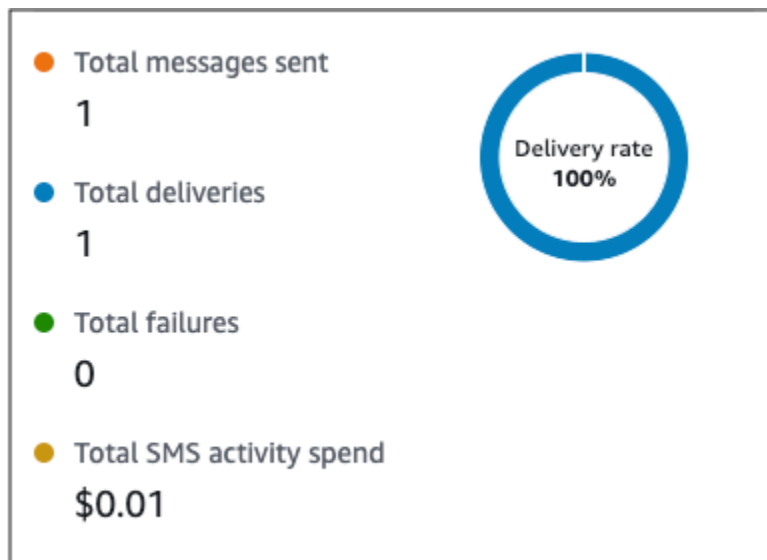 Total messages sent
1
Total deliveries
1
Total failures
0
Total SMS activity spend
$0.01
Delivery rate
100%